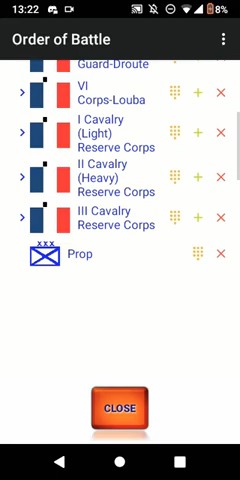 13:22
8%
Order of Battle
Guard-Droute
VI
Corps-Louba
I Cavalry
(Light)
Reserve Corps
II Cavalry
(Heavy)
Reserve Corps
III Cavalry
Reserve Corps
xxx
Prop
CLOSE